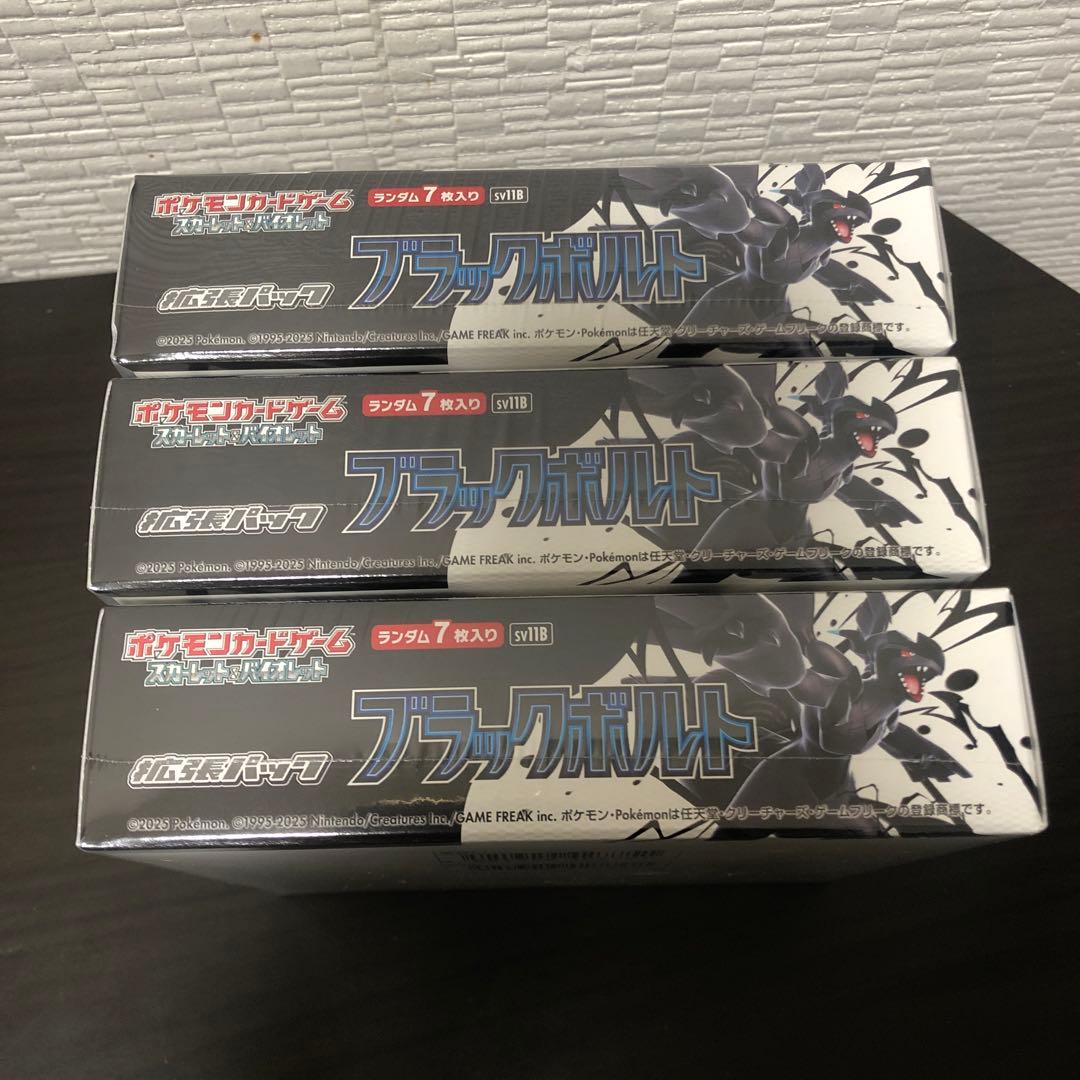 ポケモンカードゲーム
スカーレット&バイオレット
ランダム7枚入り sv11B
ブラックボルト
拡張パック
©2025 Pokémon. ©1995-2025 Nintendo/Creatures Inc./GAME FREAK inc. ポケモン・Pokémonは任天堂・クリーチャーズ・ゲームフリークの登録商標です。
ポケモンカードゲーム
スカーレット&バイオレット
ランダム7枚入り sv11B
ブラックボルト
拡張パック
©2025 Pokémon. ©1995-2025 Nintendo/Creatures Inc./GAME FREAK inc. ポケモン・Pokémonは任天堂・クリーチャーズ・ゲームフリークの登録商標です。
ポケモンカードゲーム
スカーレット&バイオレット
ランダム7枚入り sv11B
ブラックボルト
拡張パック
©2025 Pokémon. ©1995-2025 Nintendo/Creatures Inc./GAME FREAK inc. ポケモン・Pokémonは任天堂・クリーチャーズ・ゲームフリークの登録商標です。